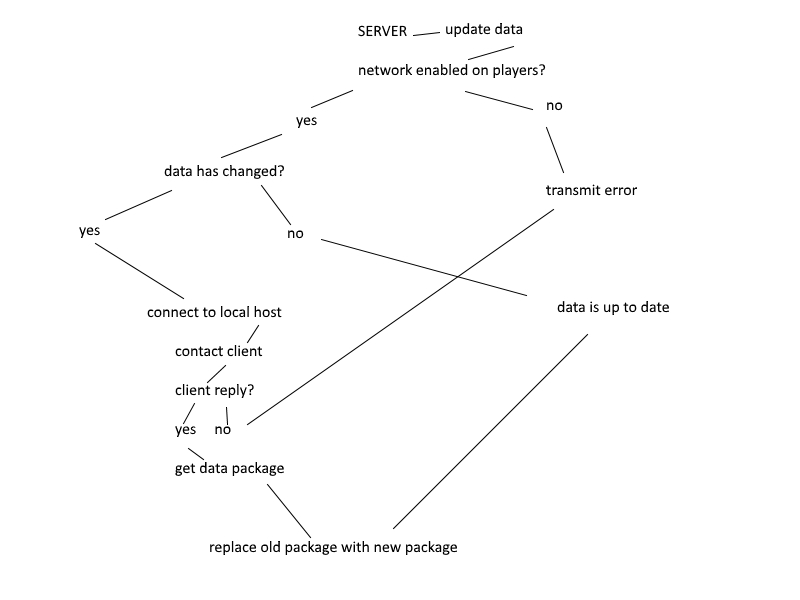 SERVER update data
network enabled on players?
no
yes
data has changed?
transmit error
yes
no
data is up to date
connect to local host
contact client
client reply?
yes no
get data package
replace old package with new package